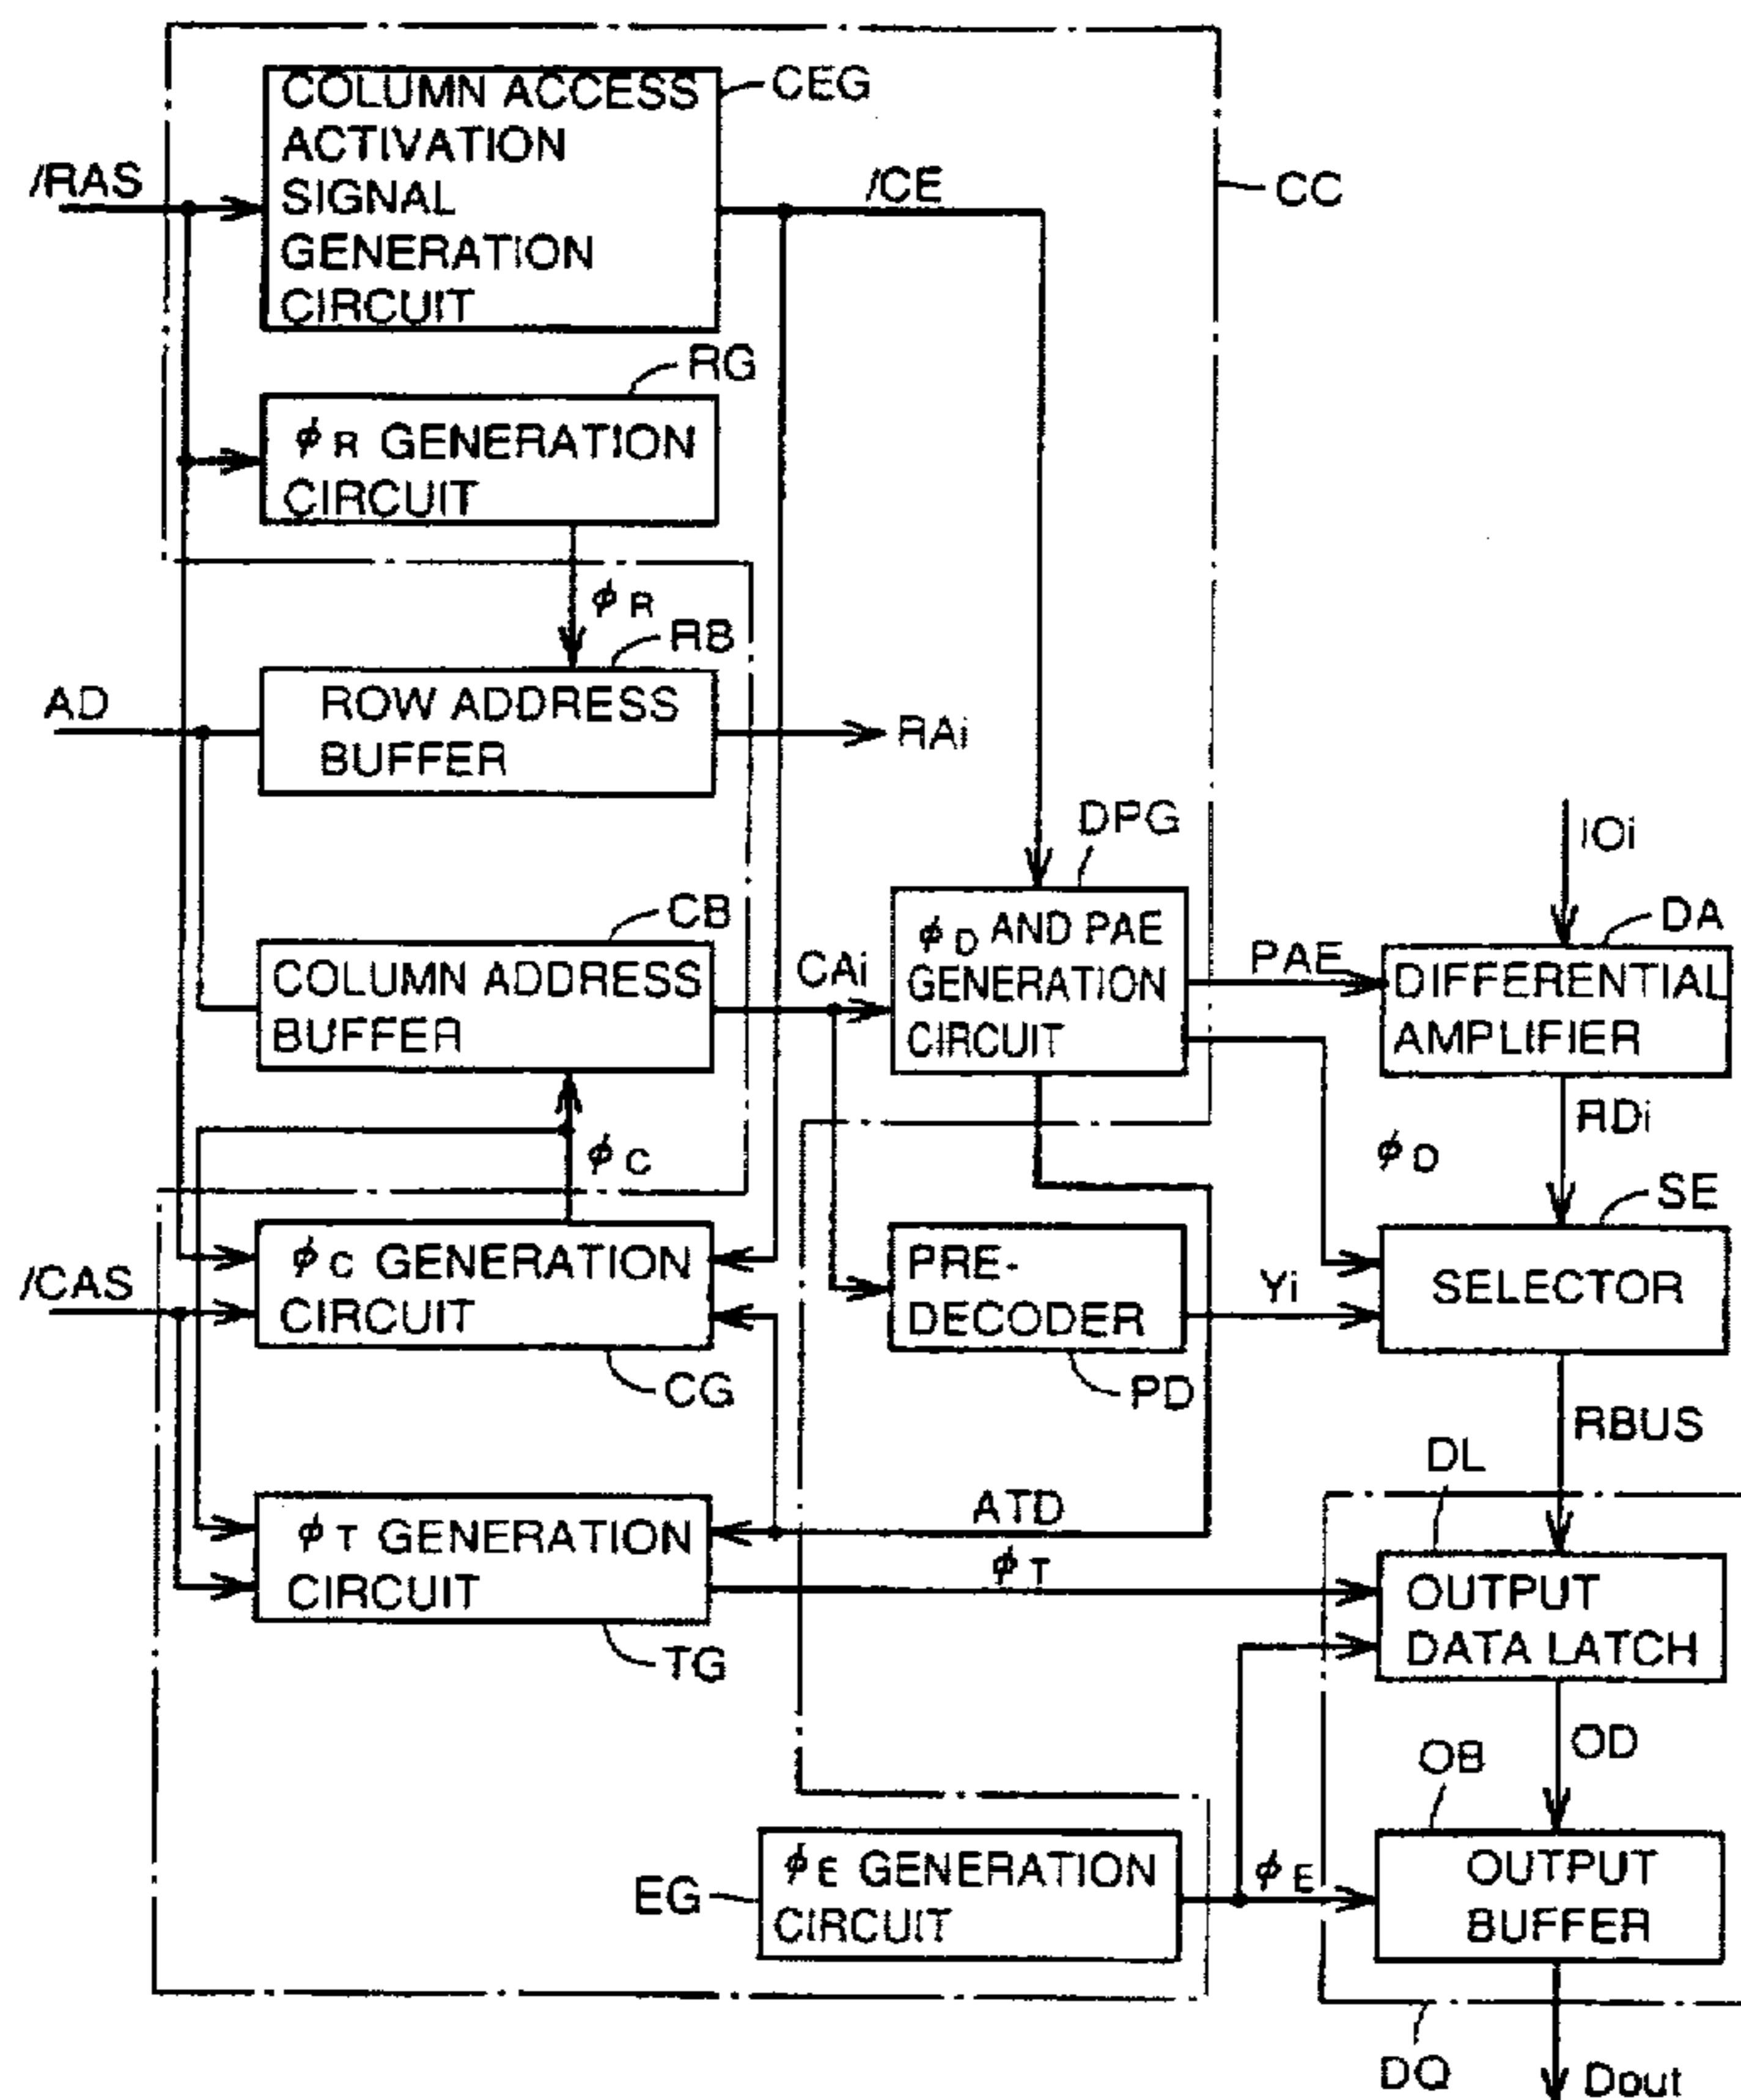 COLUMN ACCESS
ACTIVATION
SIGNAL
GENERATION
CIRCUIT
CEG
/RAS
/CE
CC
RG
ϕR GENERATION
CIRCUIT
ϕR
RB
AD
ROW ADDRESS
BUFFER
RAi
DPG
IOi
CB
DA
COLUMN ADDRESS
BUFFER
CAi
ϕD AND PAE
GENERATION
CIRCUIT
PAE
DIFFERENTIAL
AMPLIFIER
RDi
ϕC
ϕD
SE
/CAS
ϕC GENERATION
CIRCUIT
PRE-
DECODER
Yi
SELECTOR
CG
PD
RBUS
DL
ATD
ϕT GENERATION
CIRCUIT
ϕT
OUTPUT
DATA LATCH
TG
OD
OB
EG
ϕE GENERATION
CIRCUIT
ϕE
OUTPUT
BUFFER
DQ
Dout